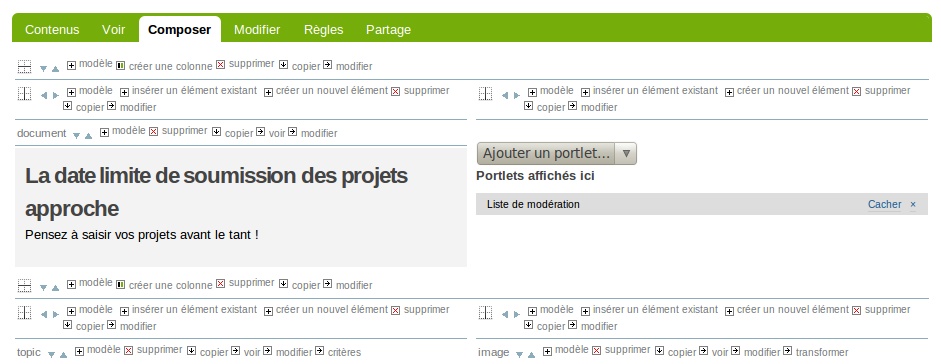 Contenus Voir Composer Modifier Règles Partage
modèle créer une colonne supprimer copier modifier
modèle insérer un élément existant créer un nouvel élément supprimer
copier modifier
modèle insérer un élément existant créer un nouvel élément supprimer
copier modifier
document modèle supprimer copier voir modifier
La date limite de soumission des projets
approche
Pensez à saisir vos projets avant le tant !
Ajouter un portlet...
Portlets affichés ici
Liste de modération Cacher ×
modèle créer une colonne supprimer copier modifier
modèle insérer un élément existant créer un nouvel élément supprimer
copier modifier
modèle insérer un élément existant créer un nouvel élément supprimer
copier modifier
topic modèle supprimer copier voir modifier critères
image modèle supprimer copier voir modifier transformer